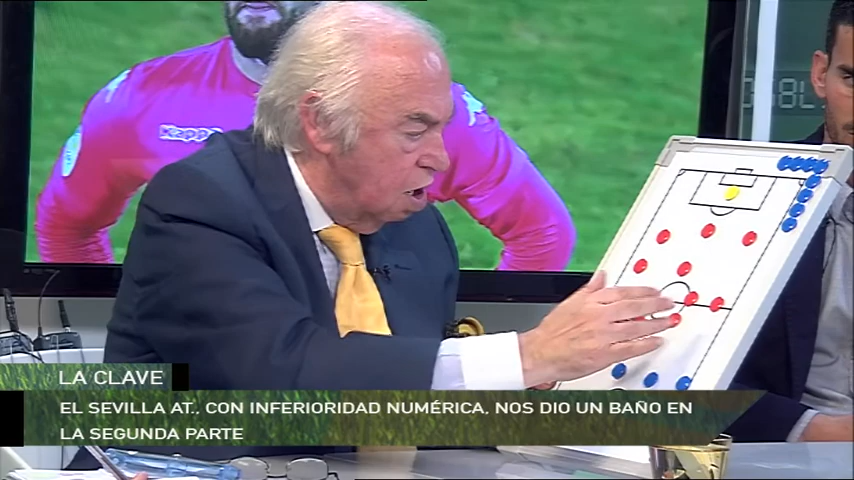 Kappa
LA CLAVE
EL SEVILLA AT., CON INFERIORIDAD NUMÉRICA, NOS DIO UN BAÑO EN
LA SEGUNDA PARTE